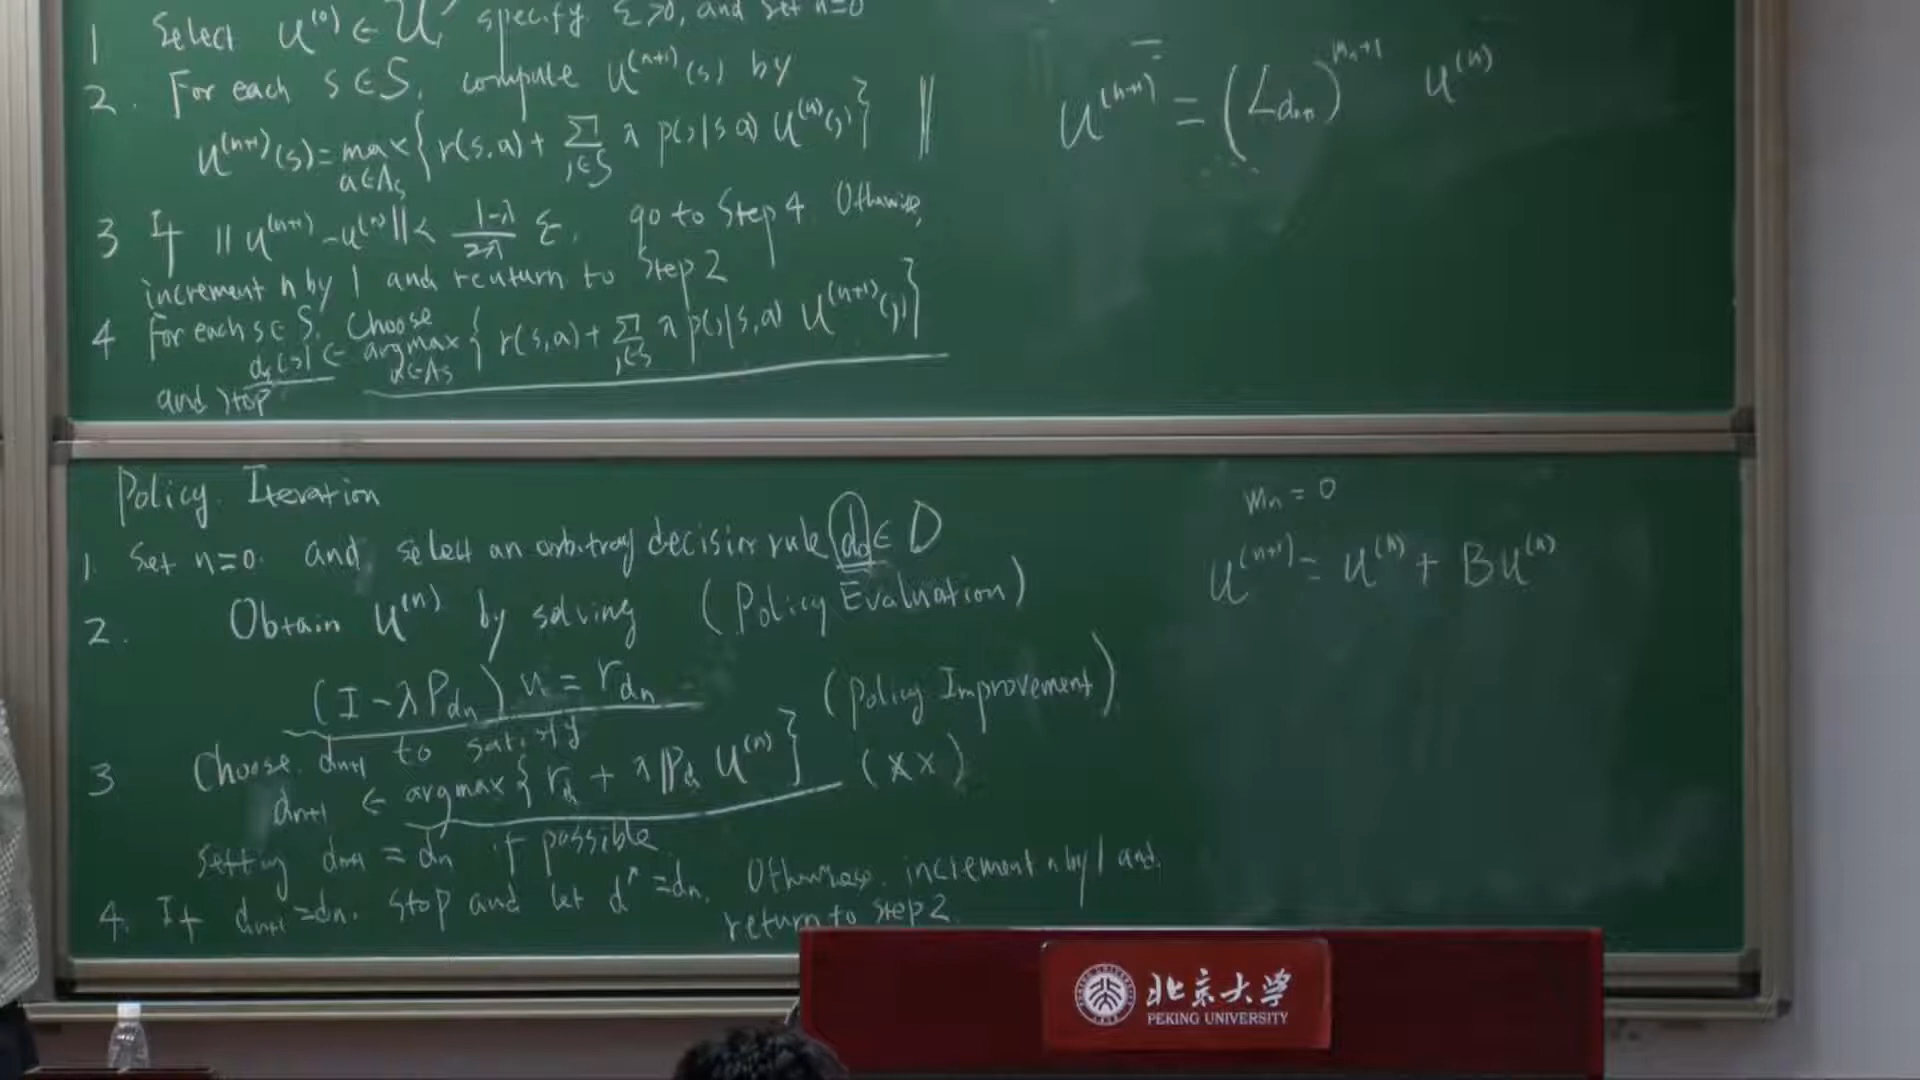 1 Select u^(0) ∈ U, specify ε>0, and set n=0
2. For each s∈S, compute u^(n+1)(s) by
u^(n+1)(s) = max_{a∈A_s} { r(s,a) + Σ_{j∈S} λ p(j|s,a) u^(n)(j) }
3 If ‖u^(n+1) - u^(n)‖ < (1-λ)/(2λ) ε, go to Step 4 Otherwise,
increment n by 1 and return to Step 2
4 For each s∈S, Choose
d_ε(s) ∈ argmax_{a∈A_s} { r(s,a) + Σ_{j∈S} λ p(j|s,a) u^(n+1)(j) }
and stop
u^(n+1) = (L_{d_{n+1}})^{m_n+1} u^(n)
Policy Iteration
1. Set n=0 and select an arbitrary decision rule d_0 ∈ D
2. Obtain u^(n) by solving (Policy Evaluation)
(I-λP_{d_n}) u = r_{d_n}
(Policy Improvement)
3 Choose d_{n+1} to satisfy
d_{n+1} ∈ argmax { r_d + λP_d u^(n) } (**)
setting d_{n+1} = d_n if possible
4. If d_{n+1} = d_n, stop and let d^* = d_n. Otherwise, increment n by 1 and
return to step 2
m_n = 0
u^(n+1) = u^(n) + Bu^(n)
北京大学
PEKING UNIVERSITY